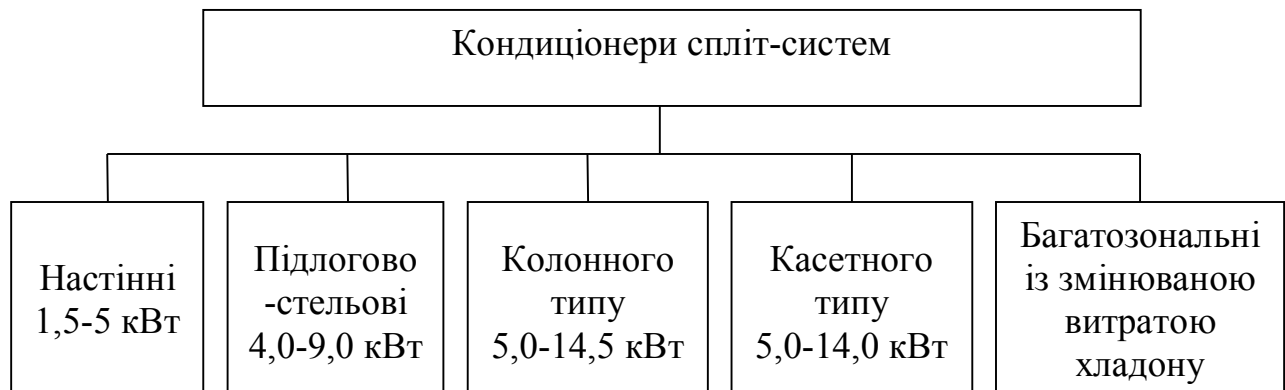 Кондиціонери спліт-систем
Настінні
1,5-5 кВт
Підлогово
-стельові
4,0-9,0 кВт
Колонного
типу
5,0-14,5 кВт
Касетного
типу
5,0-14,0 кВт
Багатозональні
із змінюваною
витратою
хладону